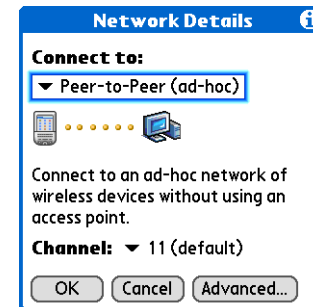 Network Details
Connect to:
Peer-to-Peer (ad-hoc)
Connect to an ad-hoc network of
wireless devices without using an
access point.
Channel: 11 (default)
OK Cancel Advanced...